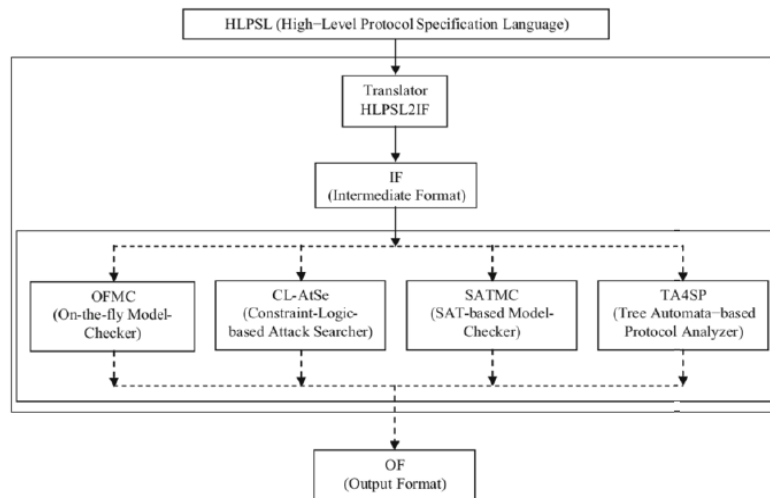 HLPSL (High−Level Protocol Specification Language)
Translator
HLPSL2IF
IF
(Intermediate Format)
OFMC
(On-the-fly Model-
Checker)
CL-AtSe
(Constraint-Logic-
based Attack Searcher)
SATMC
(SAT-based Model-
Checker)
TA4SP
(Tree Automata−based
Protocol Analyzer)
OF
(Output Format)